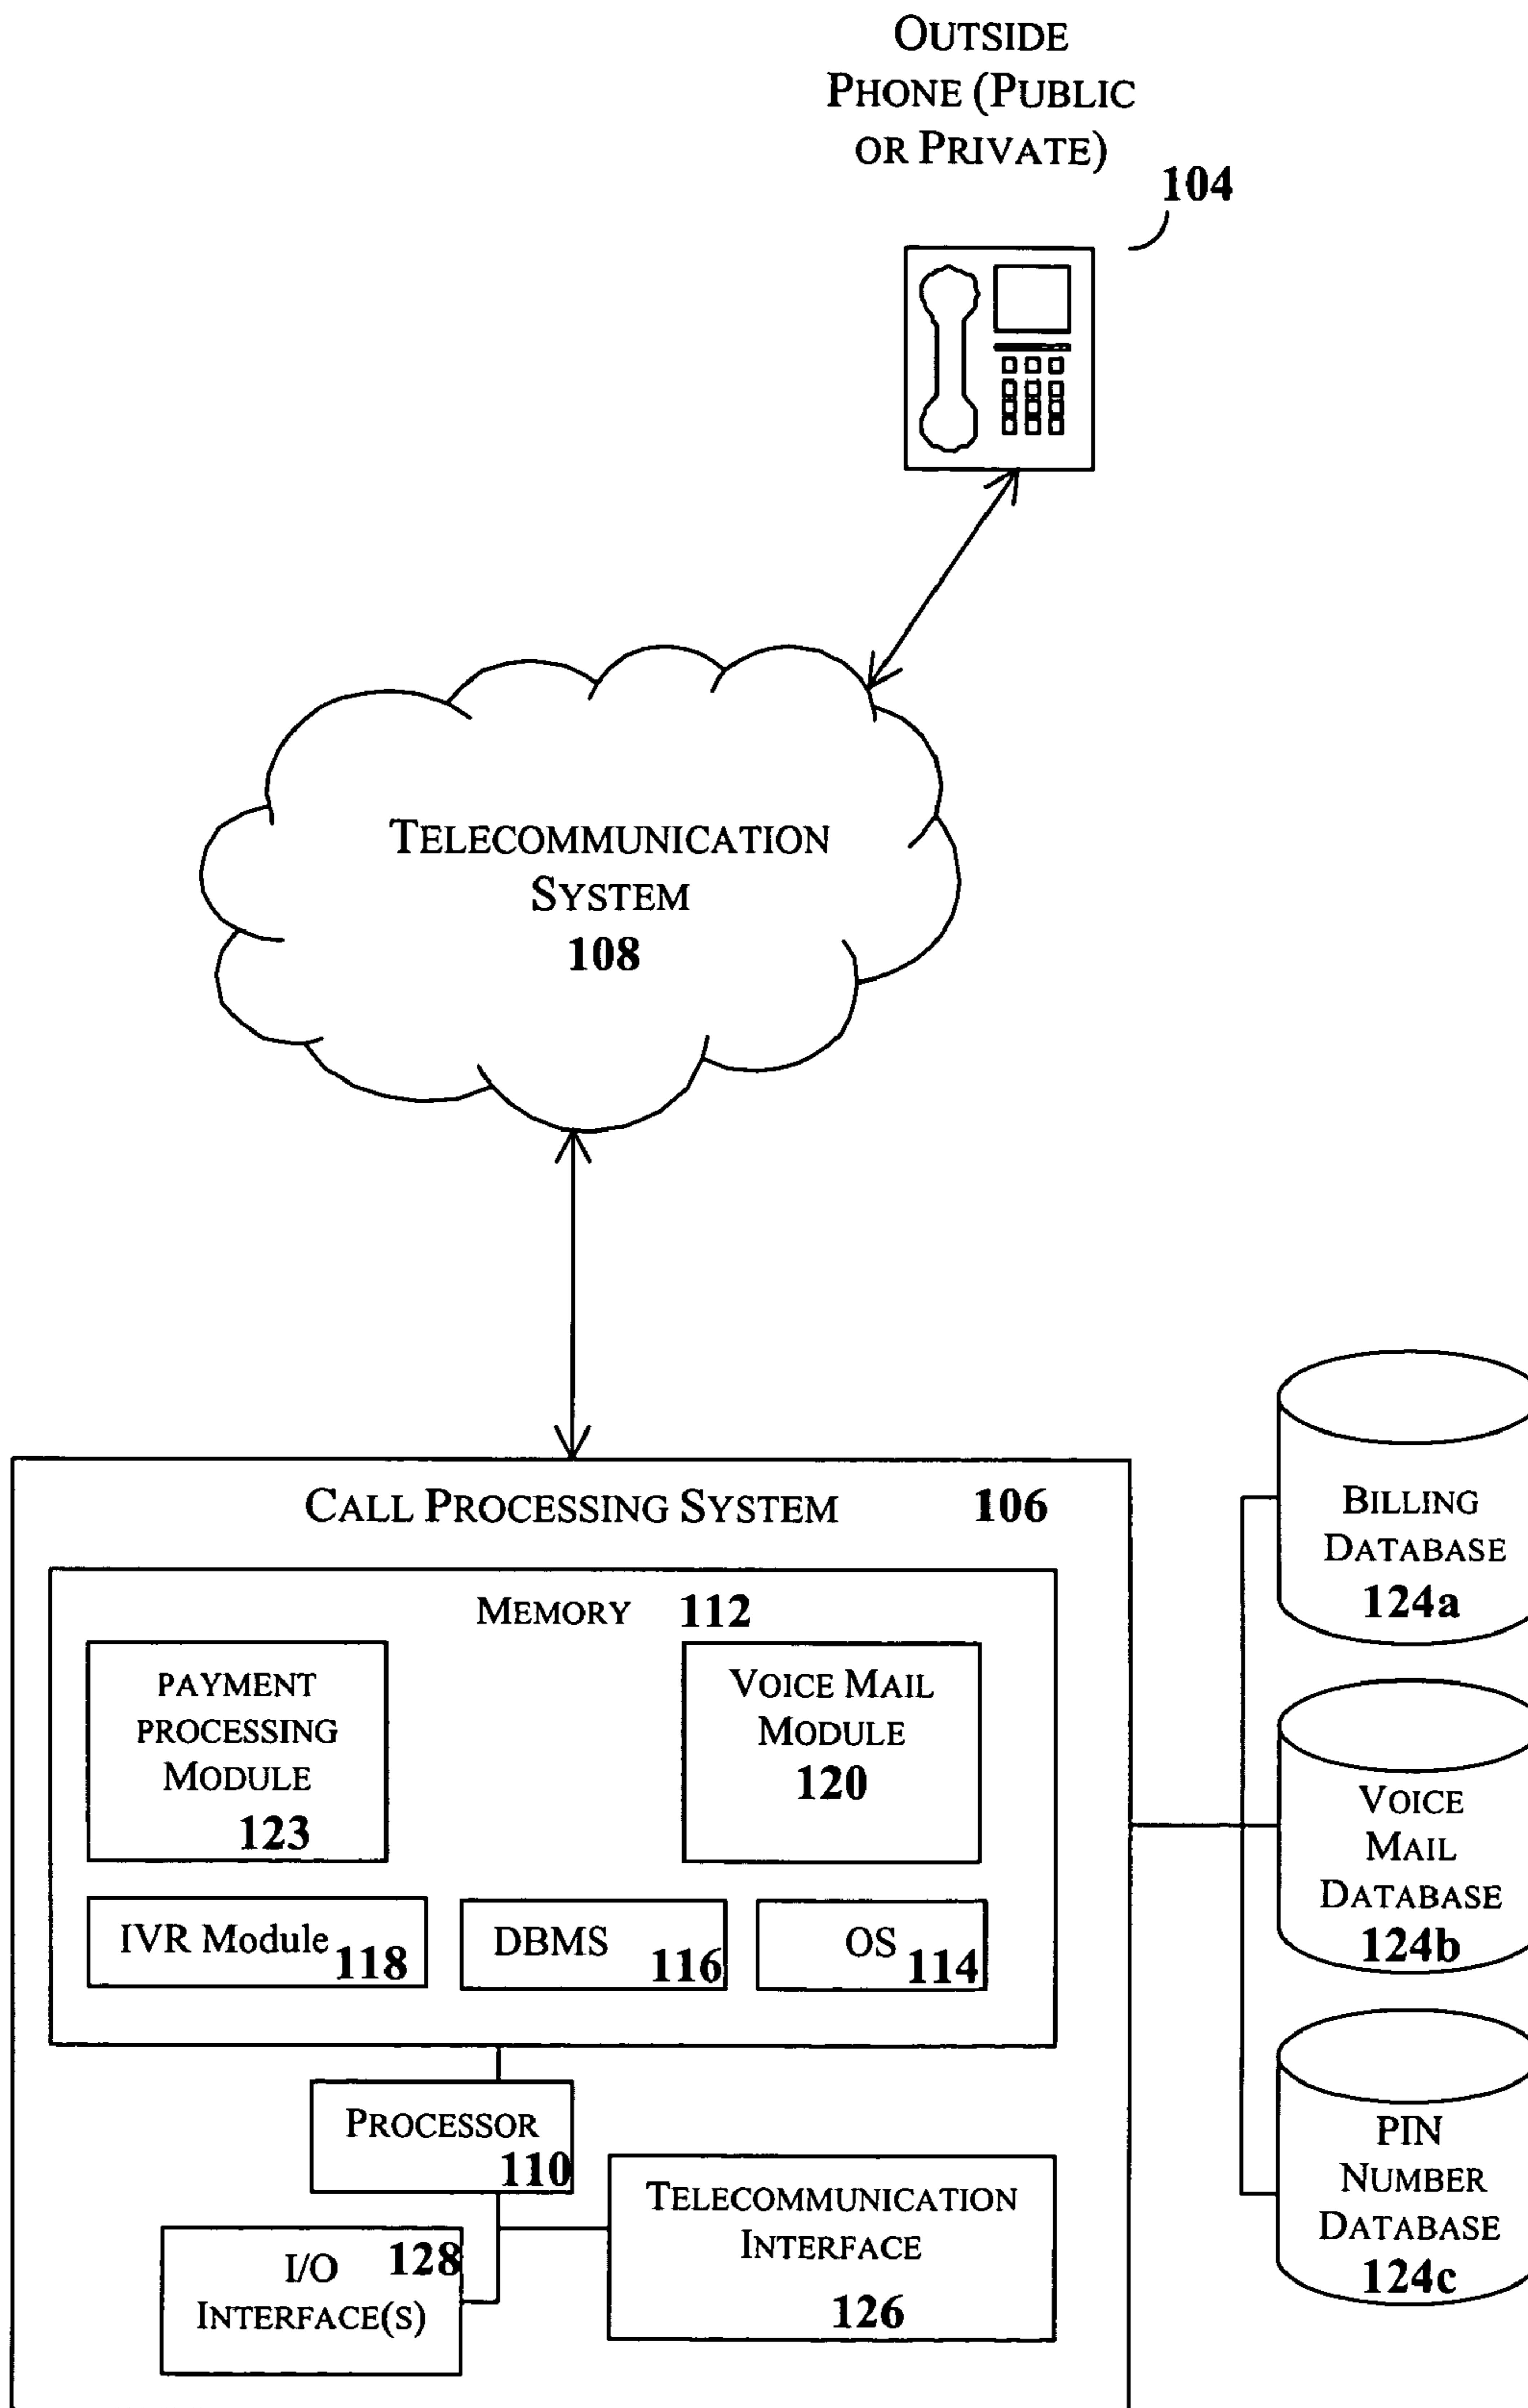 OUTSIDE
PHONE (PUBLIC
OR PRIVATE)
104
TELECOMMUNICATION
SYSTEM
108
CALL PROCESSING SYSTEM 106
MEMORY 112
PAYMENT
PROCESSING
MODULE
123
VOICE MAIL
MODULE
120
IVR Module 118
DBMS 116
OS 114
PROCESSOR
110
I/O 128
INTERFACE(S)
TELECOMMUNICATION
INTERFACE
126
BILLING
DATABASE
124a
VOICE
MAIL
DATABASE
124b
PIN
NUMBER
DATABASE
124c